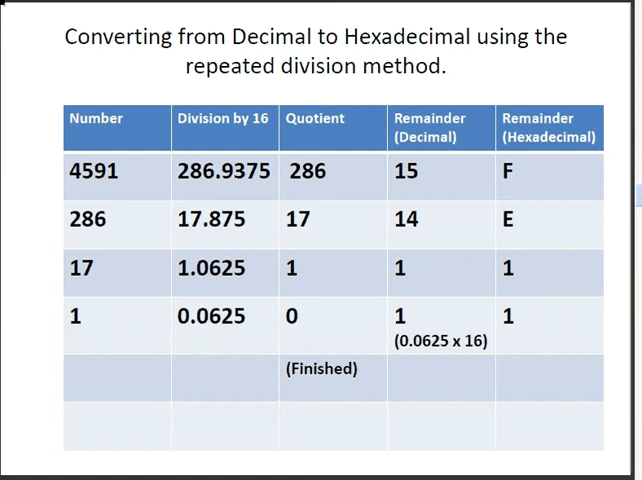 Converting from Decimal to Hexadecimal using the
repeated division method.
Number Division by 16 Quotient Remainder (Decimal) Remainder (Hexadecimal)
4591 286.9375 286 15 F
286 17.875 17 14 E
17 1.0625 1 1 1
1 0.0625 0 1 1
(0.0625 x 16)
(Finished)